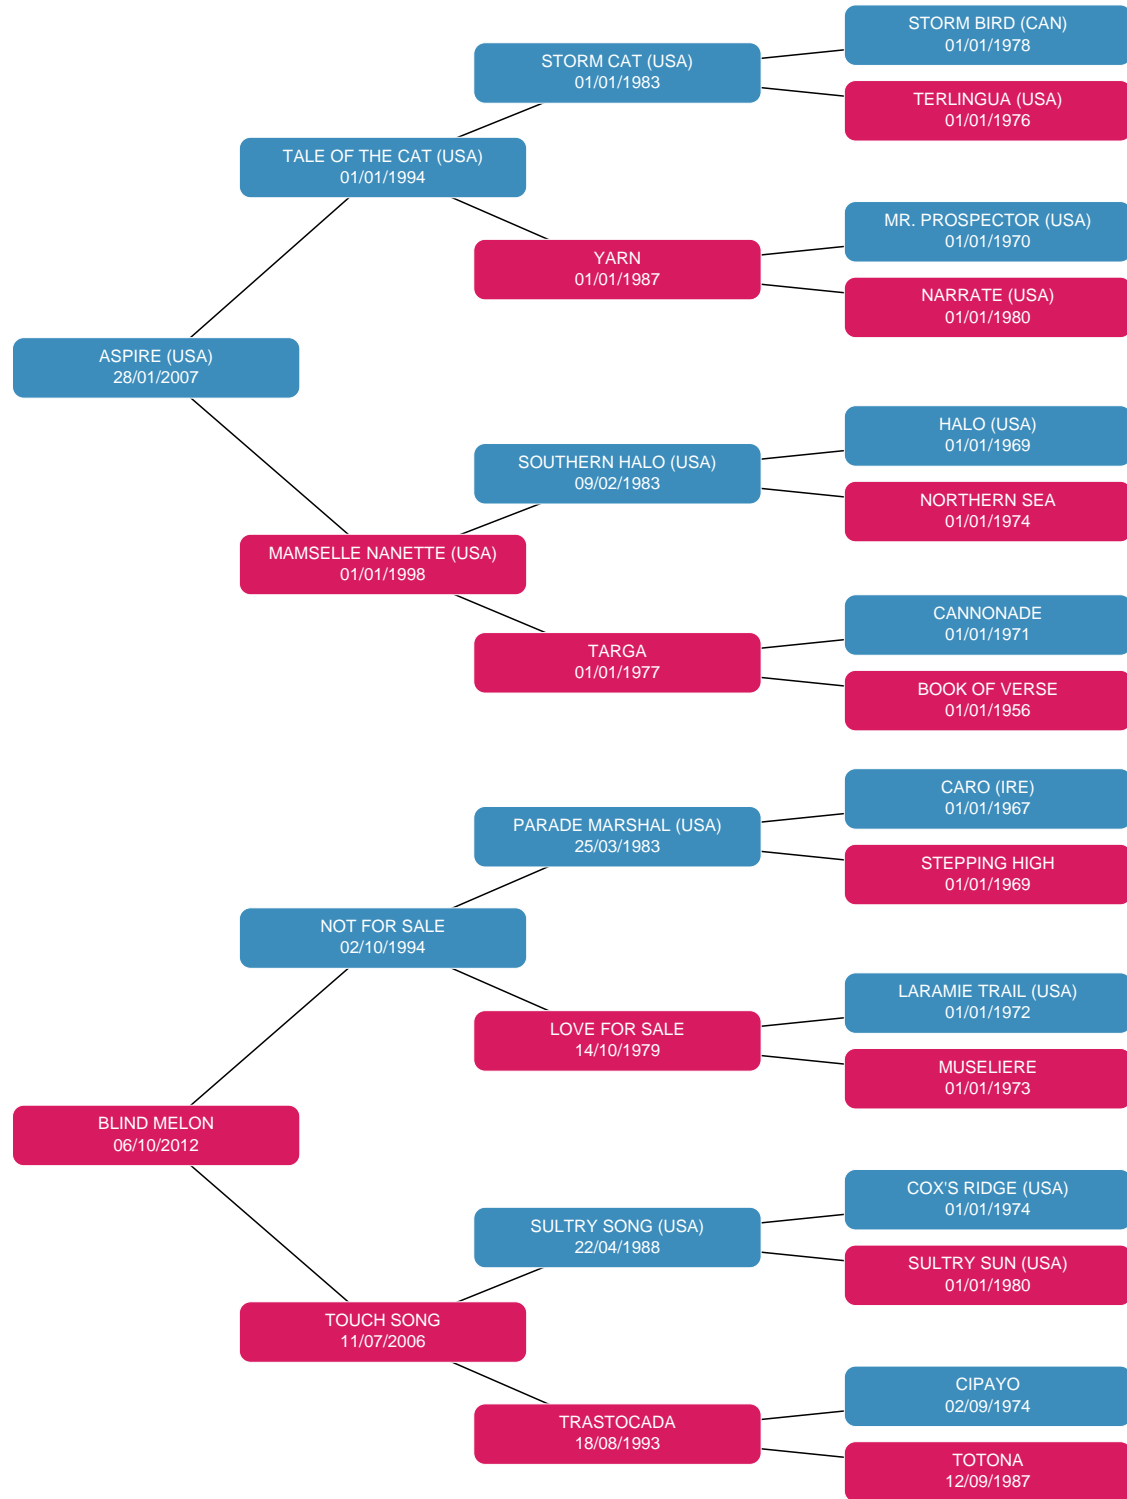 STORM BIRD (CAN)
01/01/1978
STORM CAT (USA)
01/01/1983
TERLINGUA (USA)
01/01/1976
TALE OF THE CAT (USA)
01/01/1994
MR. PROSPECTOR (USA)
01/01/1970
YARN
01/01/1987
NARRATE (USA)
01/01/1980
ASPIRE (USA)
28/01/2007
HALO (USA)
01/01/1969
SOUTHERN HALO (USA)
09/02/1983
NORTHERN SEA
01/01/1974
MAMSELLE NANETTE (USA)
01/01/1998
CANNONADE
01/01/1971
TARGA
01/01/1977
BOOK OF VERSE
01/01/1956
CARO (IRE)
01/01/1967
PARADE MARSHAL (USA)
25/03/1983
STEPPING HIGH
01/01/1969
NOT FOR SALE
02/10/1994
LARAMIE TRAIL (USA)
01/01/1972
LOVE FOR SALE
14/10/1979
MUSELIERE
01/01/1973
BLIND MELON
06/10/2012
COX'S RIDGE (USA)
01/01/1974
SULTRY SONG (USA)
22/04/1988
SULTRY SUN (USA)
01/01/1980
TOUCH SONG
11/07/2006
CIPAYO
02/09/1974
TRASTOCADA
18/08/1993
TOTONA
12/09/1987